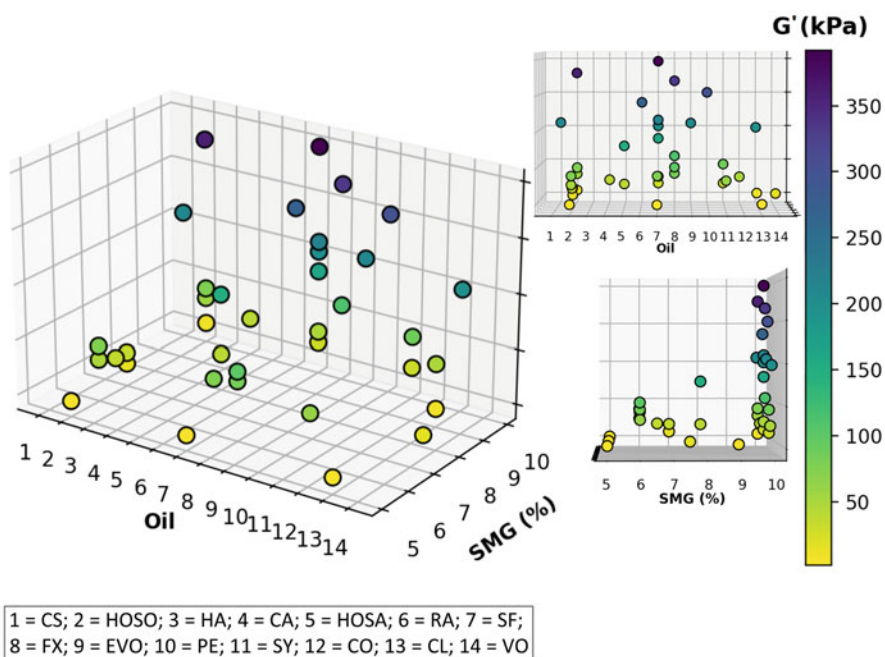 G'(kPa)
350
300
250
200
150
100
50
1 2 3 4 5 6 7 8 9 10 11 12 13 14
Oil
5 6 7 8 9 10
SMG (%)
1 2 3 4 5 6 7 8 9 10 11 12 13 14
Oil
5 6 7 8 9 10
SMG (%)
1 = CS; 2 = HOSO; 3 = HA; 4 = CA; 5 = HOSA; 6 = RA; 7 = SF;
8 = FX; 9 = EVO; 10 = PE; 11 = SY; 12 = CO; 13 = CL; 14 = VO